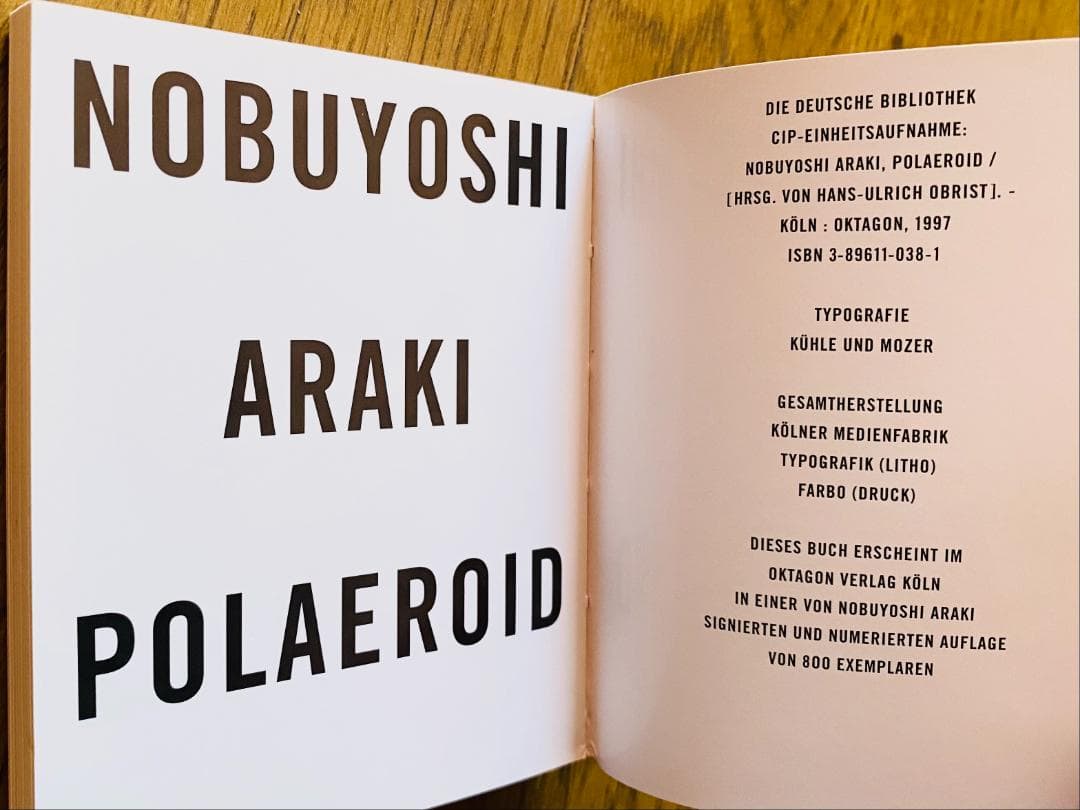 NOBUYOSHI
ARAKI
POLAEROID
DIE DEUTSCHE BIBLIOTHEK
CIP-EINHEITSAUFNAHME:
NOBUYOSHI ARAKI, POLAEROID /
[HRSG. VON HANS-ULRICH OBRIST]. -
KÖLN : OKTAGON, 1997
ISBN 3-89611-038-1
TYPOGRAFIE
KÜHLE UND MOZER
GESAMTHERSTELLUNG
KÖLNER MEDIENFABRIK
TYPOGRAFIK (LITHO)
FARBO (DRUCK)
DIESES BUCH ERSCHEINT IM
OKTAGON VERLAG KÖLN
IN EINER VON NOBUYOSHI ARAKI
SIGNIERTEN UND NUMERIERTEN AUFLAGE
VON 800 EXEMPLAREN